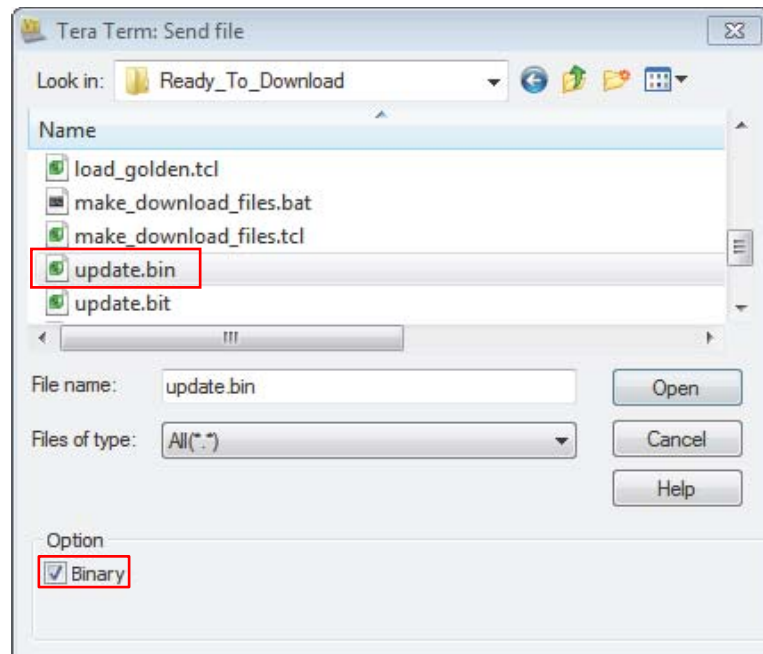 Tera Term: Send file
Look in: Ready_To_Download
Name
load_golden.tcl
make_download_files.bat
make_download_files.tcl
update.bin
update.bit
File name: update.bin Open
Files of type: All(*.*) Cancel
Help
Option
Binary